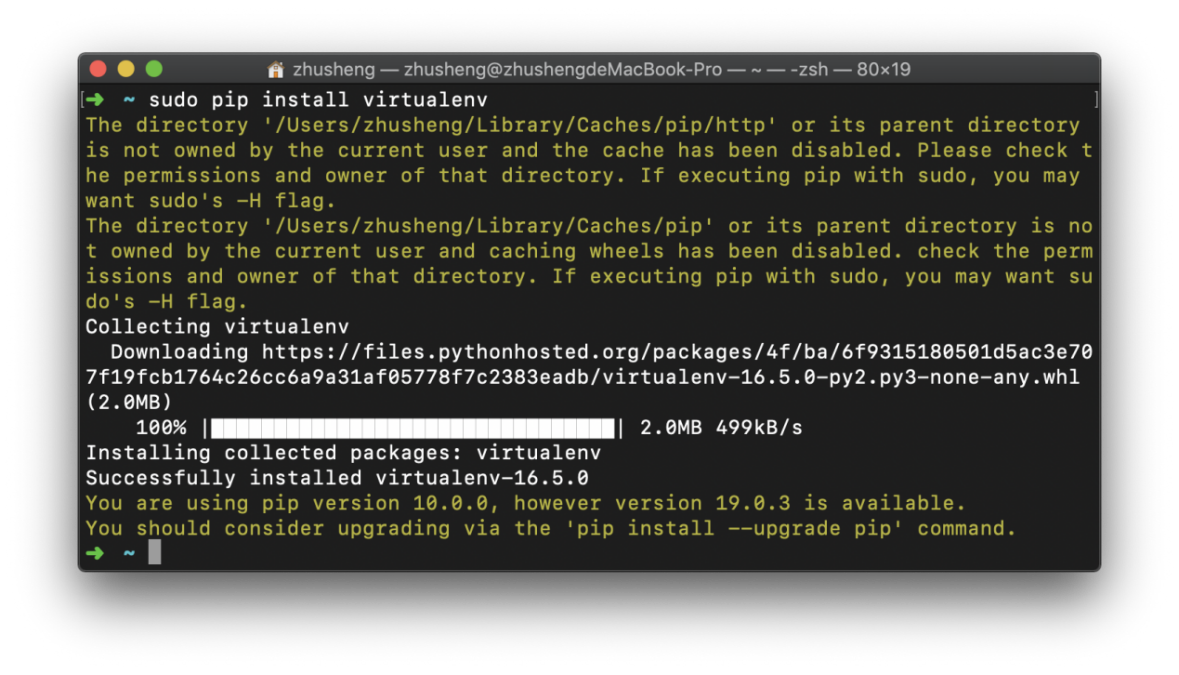 zhusheng — zhusheng@zhushengdeMacBook-Pro — ~ — -zsh — 80×19
[➜  ~ sudo pip install virtualenv ]
The directory '/Users/zhusheng/Library/Caches/pip/http' or its parent directory
is not owned by the current user and the cache has been disabled. Please check t
he permissions and owner of that directory. If executing pip with sudo, you may
want sudo's -H flag.
The directory '/Users/zhusheng/Library/Caches/pip' or its parent directory is no
t owned by the current user and caching wheels has been disabled. check the perm
issions and owner of that directory. If executing pip with sudo, you may want su
do's -H flag.
Collecting virtualenv
  Downloading https://files.pythonhosted.org/packages/4f/ba/6f9315180501d5ac3e70
7f19fcb1764c26cc6a9a31af05778f7c2383eadb/virtualenv-16.5.0-py2.py3-none-any.whl
(2.0MB)
    100% |████████████████████████████████| 2.0MB 499kB/s
Installing collected packages: virtualenv
Successfully installed virtualenv-16.5.0
You are using pip version 10.0.0, however version 19.0.3 is available.
You should consider upgrading via the 'pip install --upgrade pip' command.
➜  ~